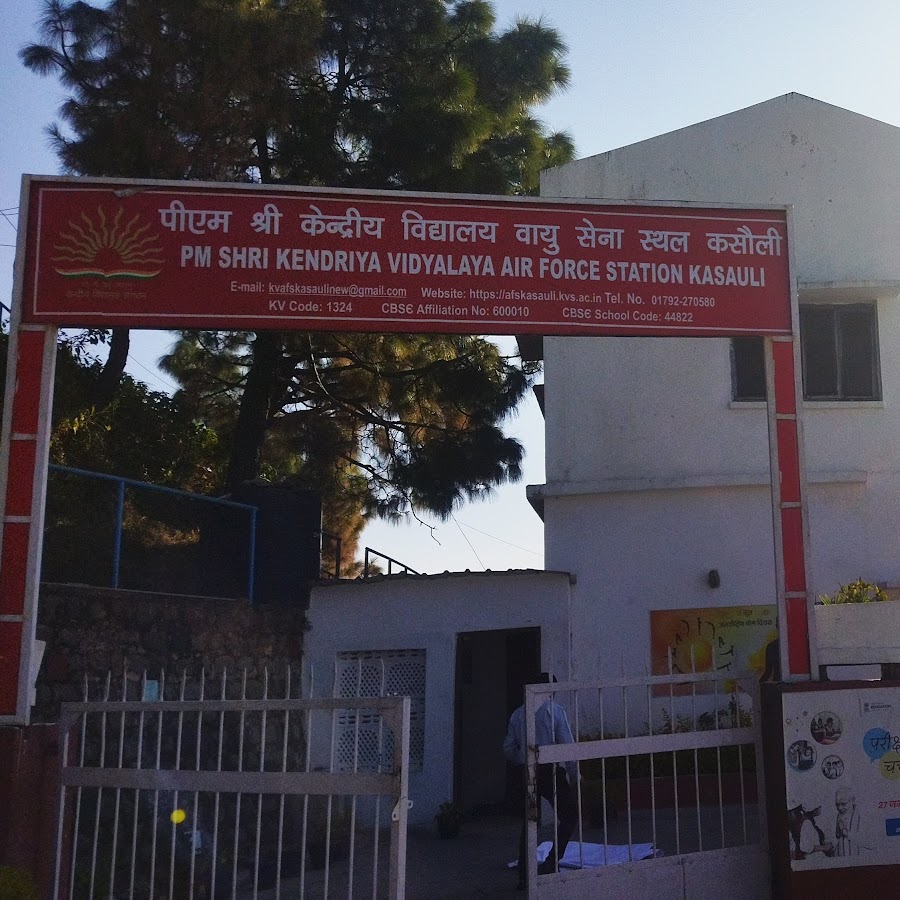 पीएम श्री केन्द्रीय विद्यालय वायु सेना स्थल कसौली
PM SHRI KENDRIYA VIDYALAYA AIR FORCE STATION KASAULI
E-mail: kvafskasaulinew@gmail.com Website: https://afskasauli.kvs.ac.in Tel. No. 01792-270580
KV Code: 1324 CBSE Affiliation No: 600010 CBSE School Code: 44822